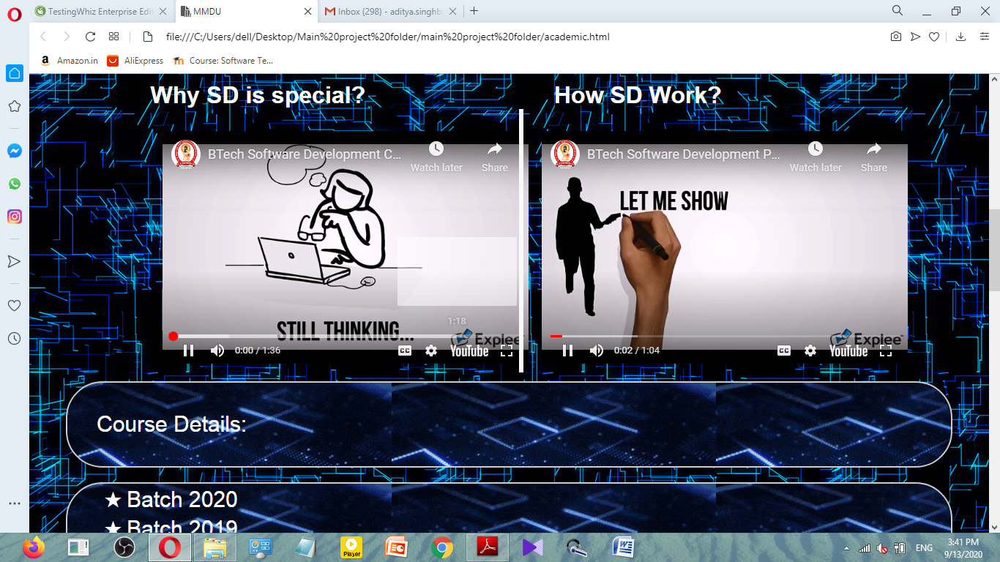 TestingWhiz Enterprise Edi
MMDU
Inbox (298) - aditya.singhb
file:///C:/Users/dell/Desktop/Main%20project%20folder/main%20project%20folder/academic.html
Amazon.in
AliExpress
Course: Software Te...
Why SD is special?
How SD Work?
BTech Software Development C...
Watch later
Share
STILL THINKING...
1:18
Explee
0:00 / 1:36
CC
YouTube
BTech Software Development P...
Watch later
Share
LET ME SHOW
Explee
0:02 / 1:04
CC
YouTube
Course Details:
★ Batch 2020
★ Batch 2019
Player
ENG
3:41 PM
9/13/2020